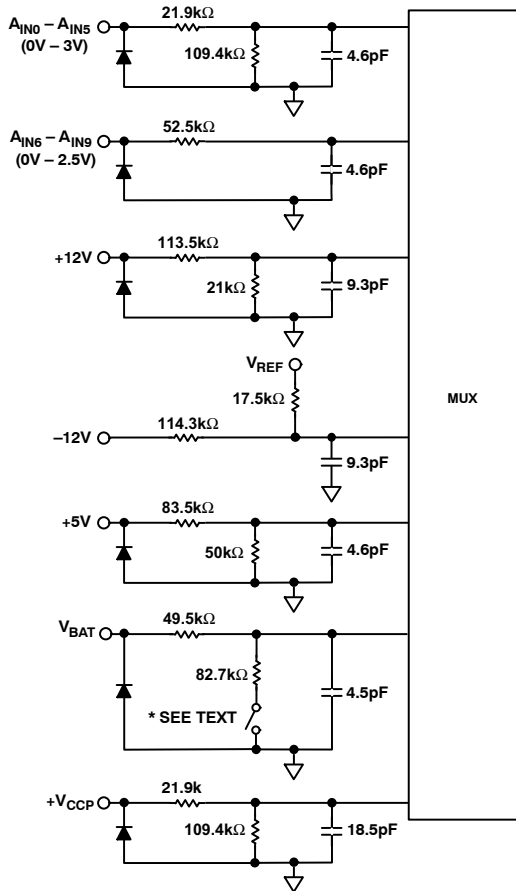 AIN0 – AIN5
(0V – 3V)
21.9kΩ
109.4kΩ
4.6pF
AIN6 – AIN9
(0V – 2.5V)
52.5kΩ
4.6pF
+12V
113.5kΩ
21kΩ
9.3pF
VREF
17.5kΩ
MUX
–12V
114.3kΩ
9.3pF
+5V
83.5kΩ
50kΩ
4.6pF
VBAT
49.5kΩ
82.7kΩ
* SEE TEXT
4.5pF
+VCCP
21.9k
109.4kΩ
18.5pF